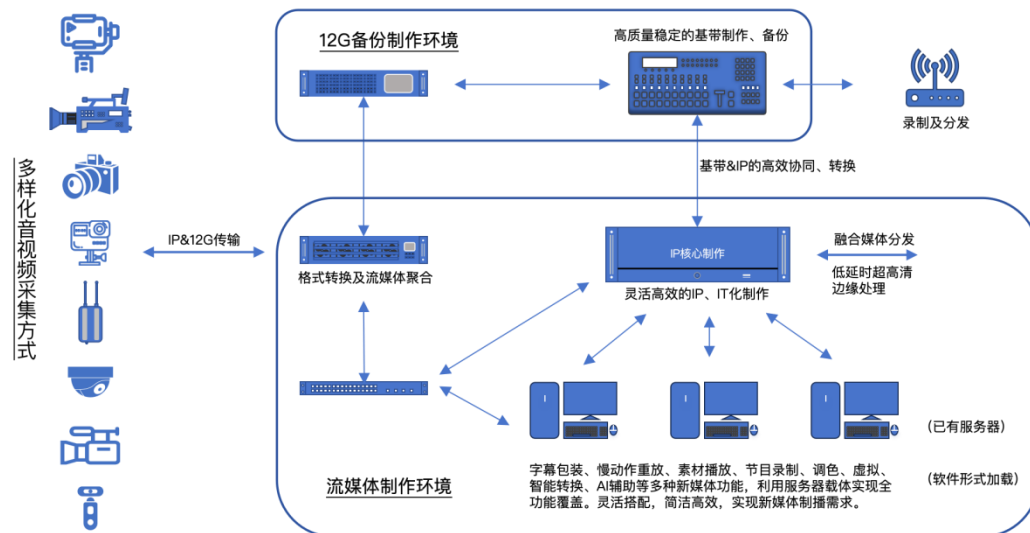 12G备份制作环境
高质量稳定的基带制作、备份
录制及分发
多样化音视频采集方式
基带&IP的高效协同、转换
IP&12G传输
格式转换及流媒体聚合
IP核心制作
灵活高效的IP、IT化制作
融合媒体分发
低延时超高清
边缘处理
(已有服务器)
字幕包装、慢动作重放、素材播放、节目录制、调色、虚拟、
智能转换、AI辅助等多种新媒体功能，利用服务器载体实现全
功能覆盖。灵活搭配，简洁高效，实现新媒体制播需求。
(软件形式加载)
流媒体制作环境